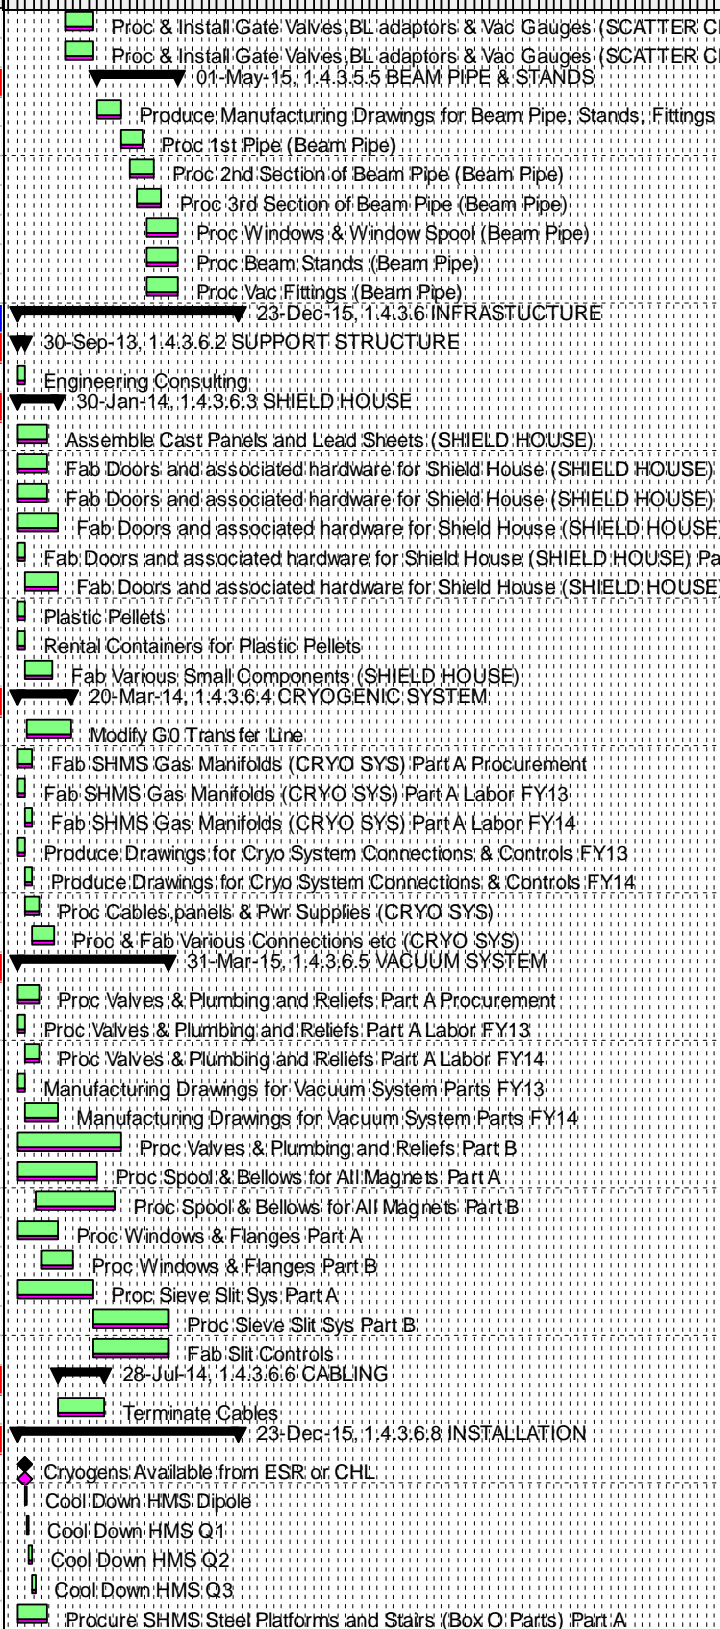 Proc & Install Gate Valves,BL adaptors & Vac Gauges (SCATTER
Proc & Install Gate Valves,BL adaptors & Vac Gauges (SCATTER
01-May-15, 1.4.3.5.5 BEAM PIPE & STANDS
Produce Manufacturing Drawings for Beam Pipe, Stands, Fittings
Proc 1st Pipe (Beam Pipe)
Proc 2nd Section of Beam Pipe (Beam Pipe)
Proc 3rd Section of Beam Pipe (Beam Pipe)
Proc Windows & Window Spool (Beam Pipe)
Proc Beam Stands (Beam Pipe)
Proc Vac Fittings (Beam Pipe)
23-Dec-15, 1.4.3.6 INFRASTUCTURE
30-Sep-13, 1.4.3.6.2 SUPPORT STRUCTURE
Engineering Consulting
30-Jan-14, 1.4.3.6.3 SHIELD HOUSE
Assemble Cast Panels and Lead Sheets (SHIELD HOUSE)
Fab Doors and associated hardware for Shield House (SHIELD HOUSE)
Fab Doors and associated hardware for Shield House (SHIELD HOUSE)
Fab Doors and associated hardware for Shield House (SHIELD HOUSE
Fab Doors and associated hardware for Shield House (SHIELD HOUSE) Pa
Fab Doors and associated hardware for Shield House (SHIELD HOUSE
Plastic Pellets
Rental Containers for Plastic Pellets
Fab Various Small Components (SHIELD HOUSE)
20-Mar-14, 1.4.3.6.4 CRYOGENIC SYSTEM
Modify G0 Transfer Line
Fab SHMS Gas Manifolds (CRYO SYS) Part A Procurement
Fab SHMS Gas Manifolds (CRYO SYS) Part A Labor FY13
Fab SHMS Gas Manifolds (CRYO SYS) Part A Labor FY14
Produce Drawings for Cryo System Connections & Controls FY13
Produce Drawings for Cryo System Connections & Controls FY14
Proc Cables,panels & Pwr Supplies (CRYO SYS)
Proc & Fab Various Connections etc (CRYO SYS)
31-Mar-15, 1.4.3.6.5 VACUUM SYSTEM
Proc Valves & Plumbing and Reliefs Part A Procurement
Proc Valves & Plumbing and Reliefs Part A Labor FY13
Proc Valves & Plumbing and Reliefs Part A Labor FY14
Manufacturing Drawings for Vacuum System Parts FY13
Manufacturing Drawings for Vacuum System Parts FY14
Proc Valves & Plumbing and Reliefs Part B
Proc Spool & Bellows for All Magnets Part A
Proc Spool & Bellows for All Magnets Part B
Proc Windows & Flanges Part A
Proc Windows & Flanges Part B
Proc Sieve Slit Sys Part A
Proc Sieve Slit Sys Part B
Fab Slit Controls
28-Jul-14, 1.4.3.6.6 CABLING
Terminate Cables
23-Dec-15, 1.4.3.6.8 INSTALLATION
Cryogens Available from ESR or CHL
Cool Down HMS Dipole
Cool Down HMS Q1
Cool Down HMS Q2
Cool Down HMS Q3
Procure SHMS Steel Platforms and Stairs (Box O Parts) Part A